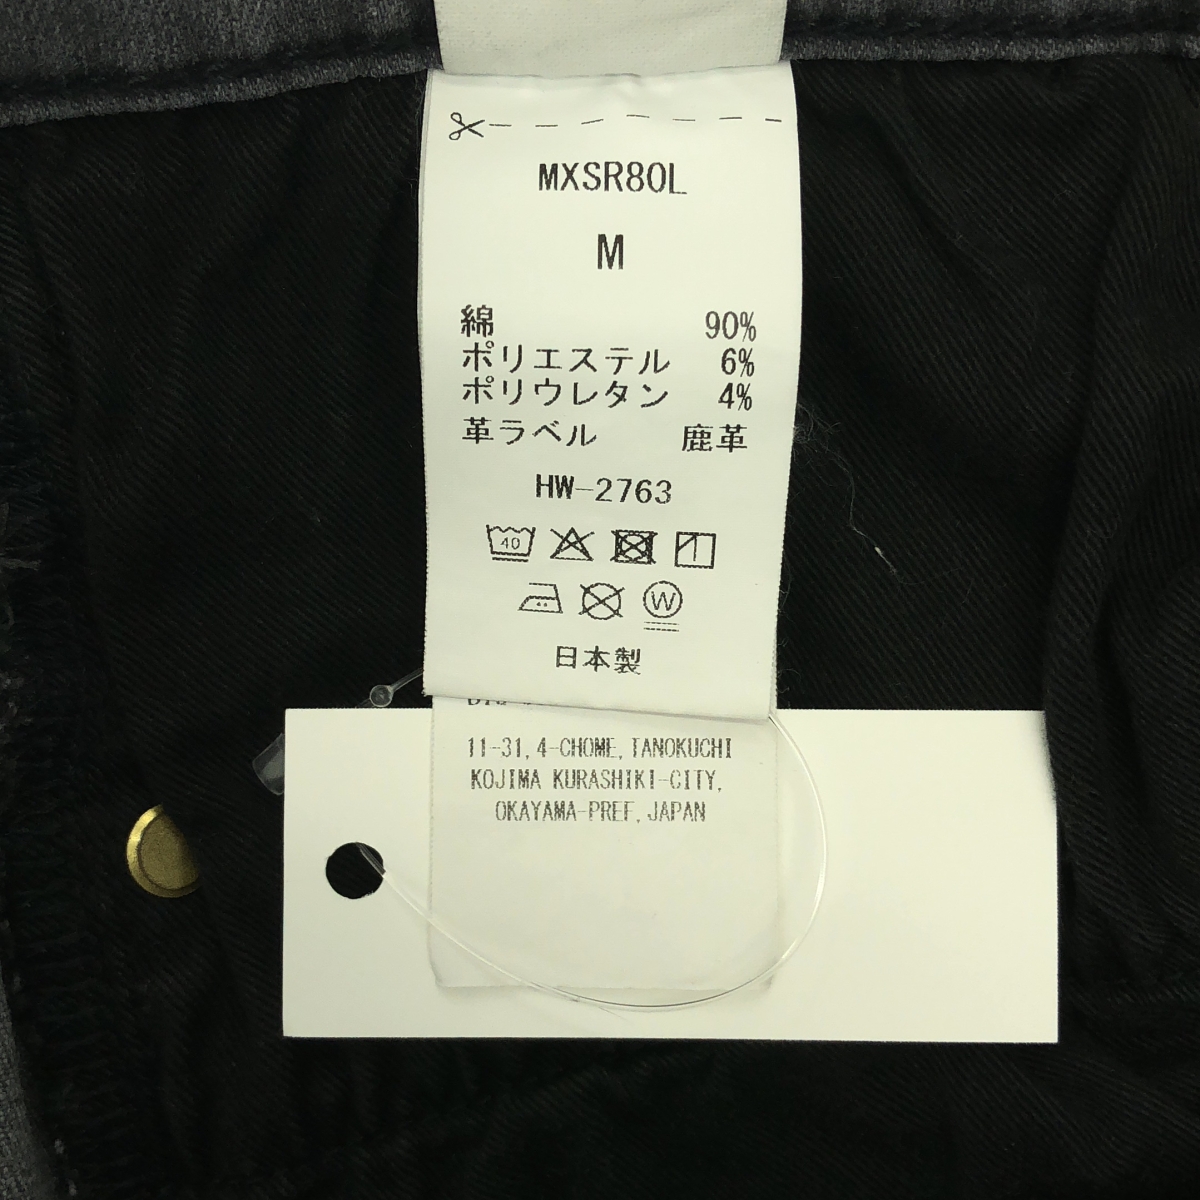 MXSR80L
M
綿 90%
ポリエステル 6%
ポリウレタン 4%
革ラベル 鹿革
HW-2763
40
W
日本製
11-31, 4-CHOME, TANOKUCHI
KOJIMA KURASHIKI-CITY,
OKAYAMA-PREF, JAPAN